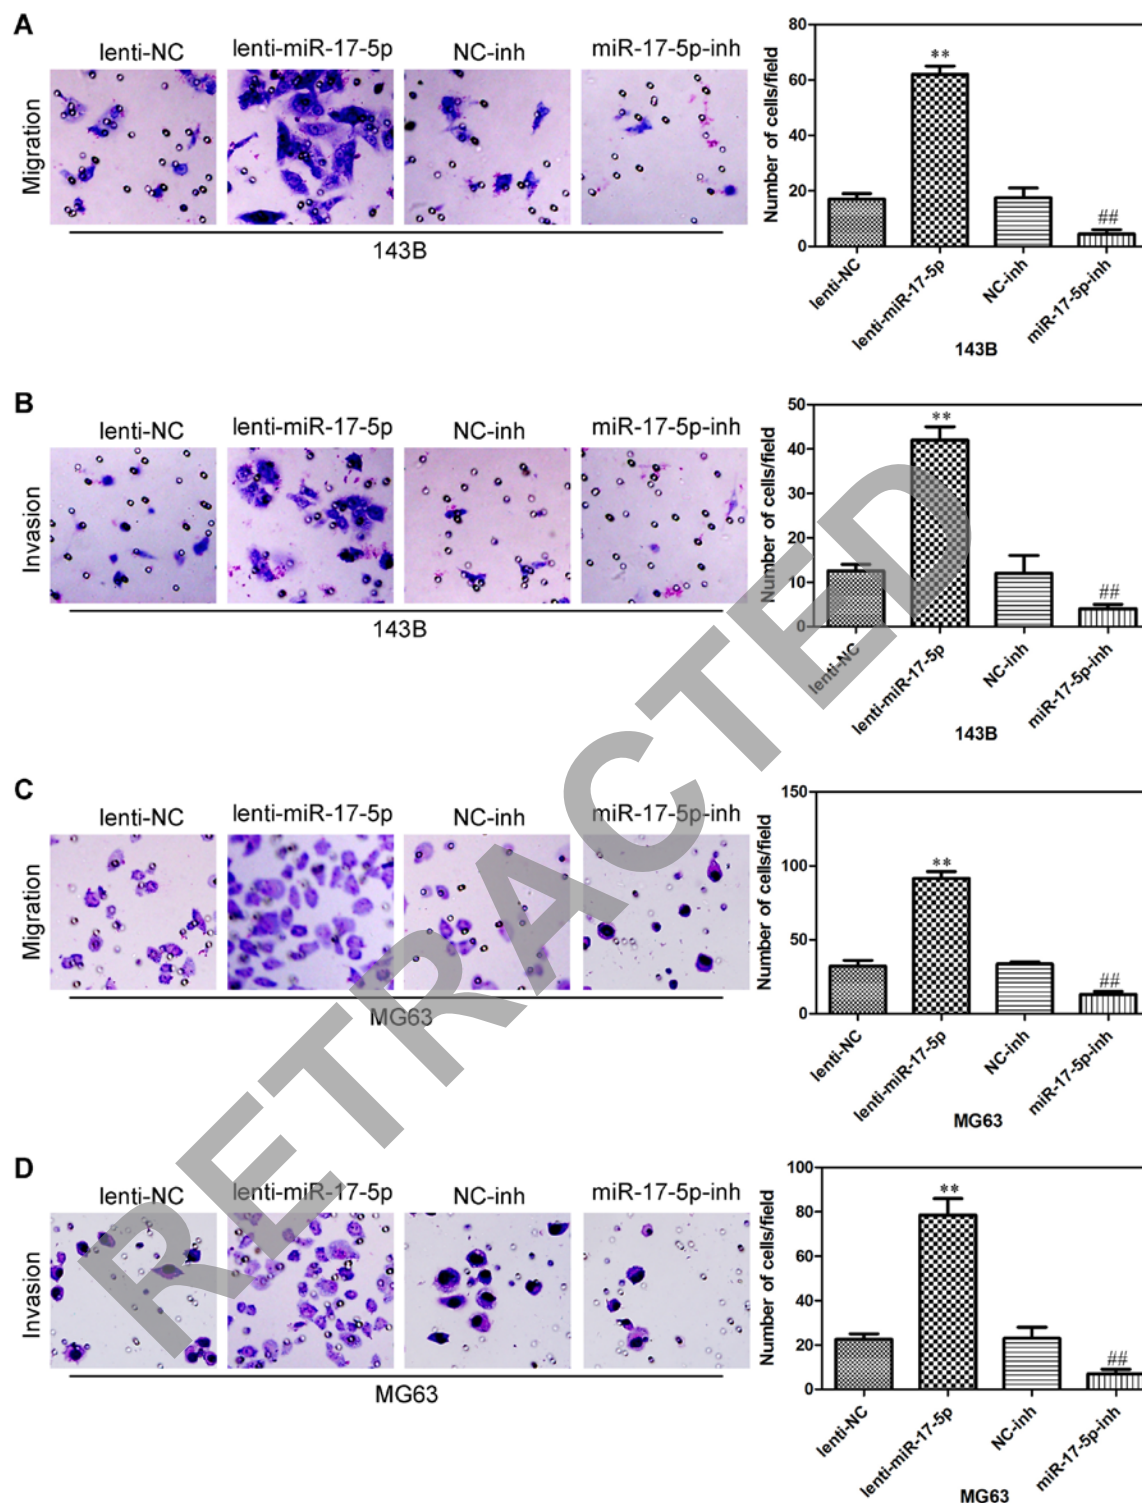 A
lenti-NC lenti-miR-17-5p NC-inh miR-17-5p-inh
Migration
143B
Number of cells/field
80
60
40
20
0
**
##
lenti-NC
lenti-miR-17-5p
NC-inh
miR-17-5p-inh
143B
B
lenti-NC lenti-miR-17-5p NC-inh miR-17-5p-inh
Invasion
143B
Number of cells/field
50
40
30
20
10
0
**
##
lenti-NC
lenti-miR-17-5p
NC-inh
miR-17-5p-inh
143B
C
lenti-NC lenti-miR-17-5p NC-inh miR-17-5p-inh
Migration
MG63
Number of cells/field
150
100
50
0
**
##
lenti-NC
lenti-miR-17-5p
NC-inh
miR-17-5p-inh
MG63
D
lenti-NC lenti-miR-17-5p NC-inh miR-17-5p-inh
Invasion
MG63
Number of cells/field
100
80
60
40
20
0
**
##
lenti-NC
lenti-miR-17-5p
NC-inh
miR-17-5p-inh
MG63
RETRACTED